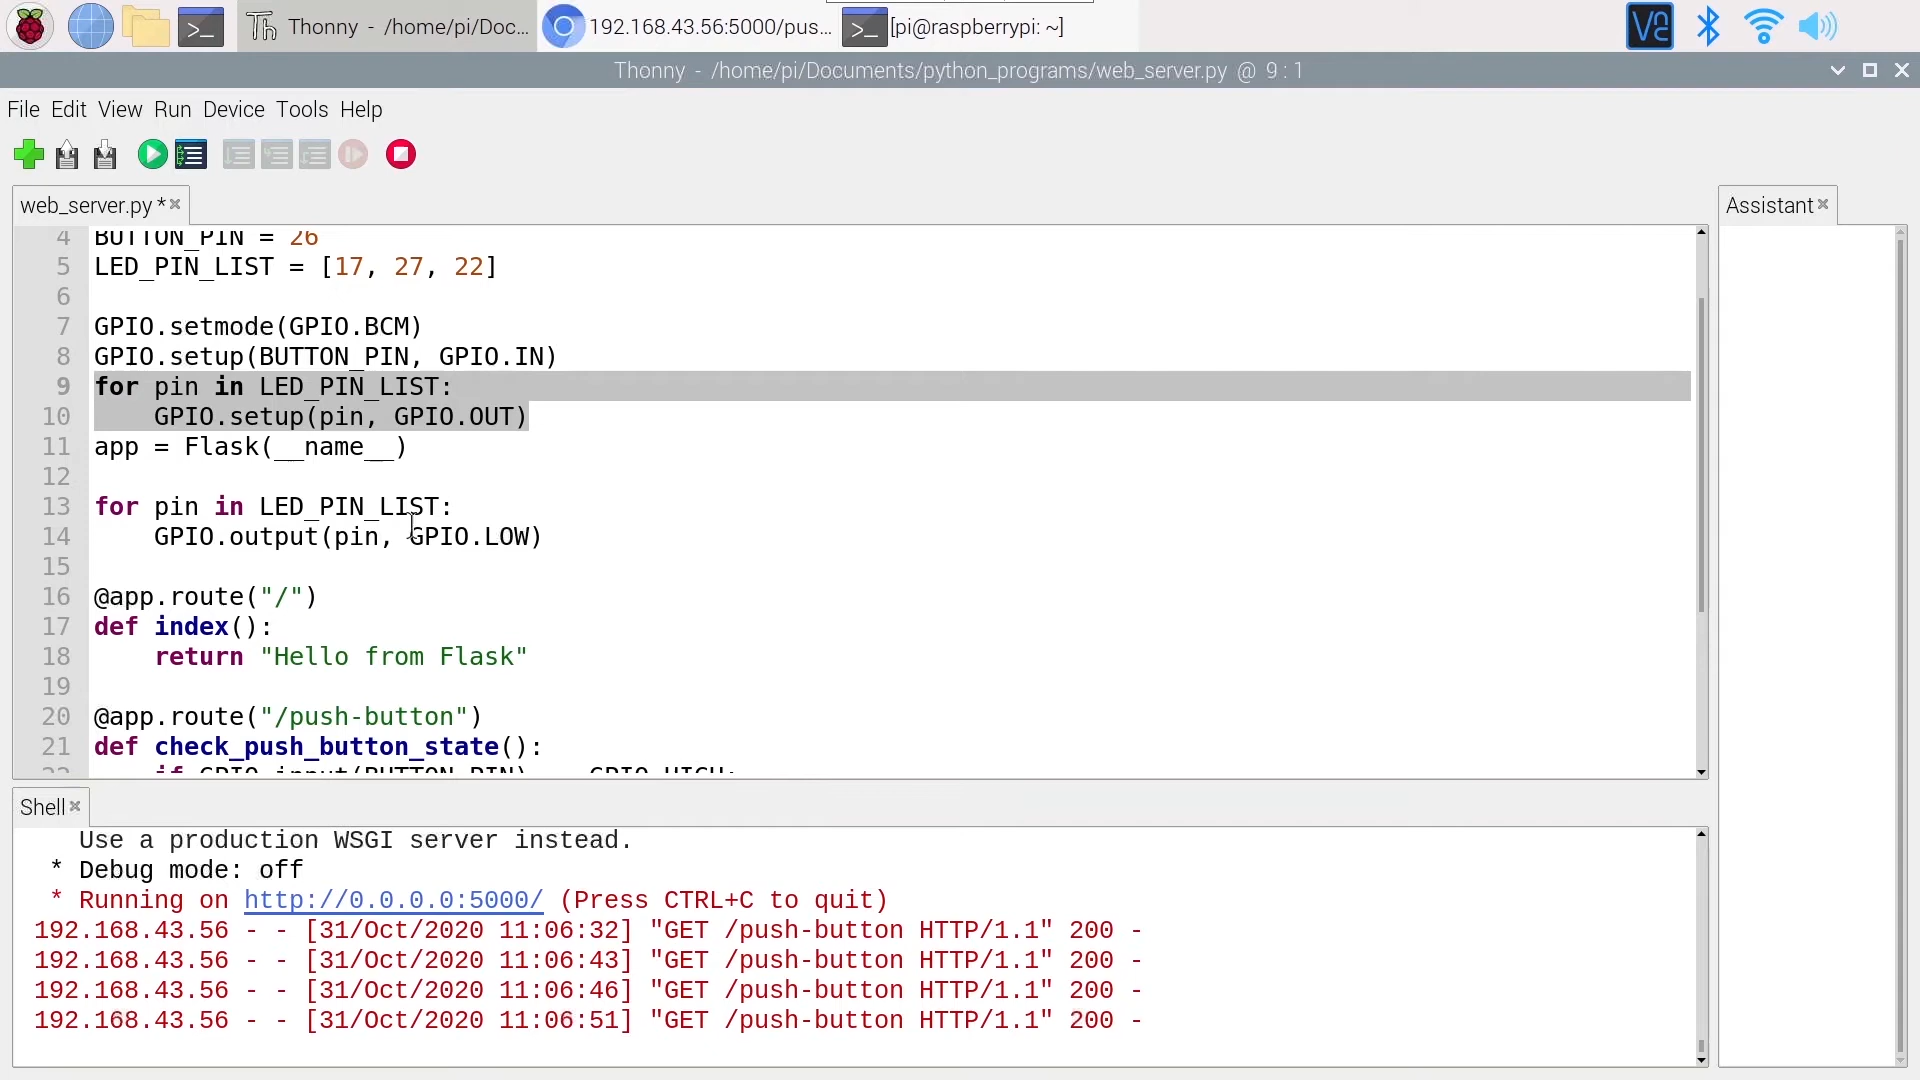 Thonny - /home/pi/Doc...
192.168.43.56:5000/pus...
[pi@raspberrypi: ~]
Thonny - /home/pi/Documents/python_programs/web_server.py @ 9 : 1
File Edit View Run Device Tools Help
web_server.py *
Assistant
4 BUTTON_PIN = 26
5 LED_PIN_LIST = [17, 27, 22]
6
7 GPIO.setmode(GPIO.BCM)
8 GPIO.setup(BUTTON_PIN, GPIO.IN)
9 for pin in LED_PIN_LIST:
10     GPIO.setup(pin, GPIO.OUT)
11 app = Flask(__name__)
12
13 for pin in LED_PIN_LIST:
14     GPIO.output(pin, GPIO.LOW)
15
16 @app.route("/")
17 def index():
18     return "Hello from Flask"
19
20 @app.route("/push-button")
21 def check_push_button_state():
22     if GPIO.input(BUTTON_PIN) GPIO.HIGH:
Shell
Use a production WSGI server instead.
* Debug mode: off
* Running on http://0.0.0.0:5000/ (Press CTRL+C to quit)
192.168.43.56 - - [31/Oct/2020 11:06:32] "GET /push-button HTTP/1.1" 200 -
192.168.43.56 - - [31/Oct/2020 11:06:43] "GET /push-button HTTP/1.1" 200 -
192.168.43.56 - - [31/Oct/2020 11:06:46] "GET /push-button HTTP/1.1" 200 -
192.168.43.56 - - [31/Oct/2020 11:06:51] "GET /push-button HTTP/1.1" 200 -